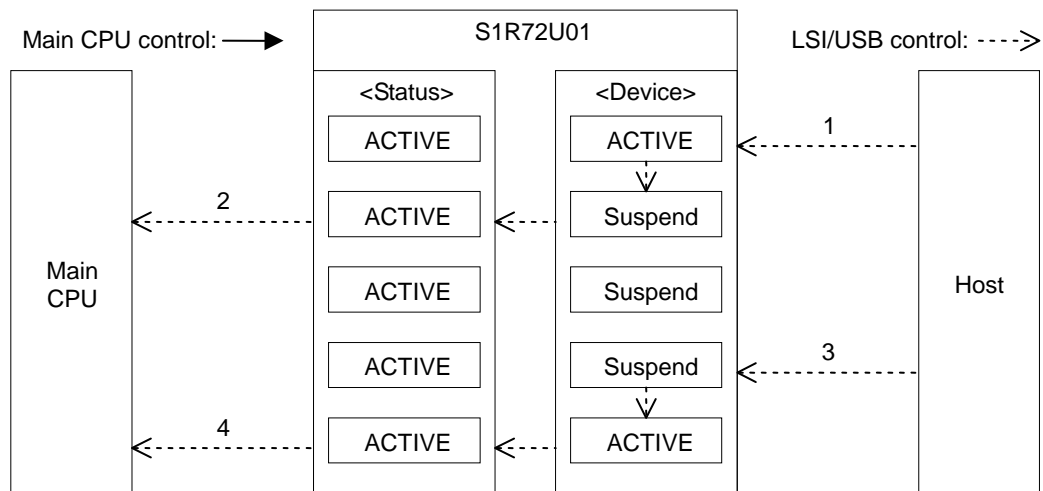 S1R72U01
Main CPU control:
LSI/USB control:
<Status>
<Device>
ACTIVE
ACTIVE
1
2
ACTIVE
Suspend
Main
CPU
ACTIVE
Suspend
Host
ACTIVE
Suspend
3
4
ACTIVE
ACTIVE